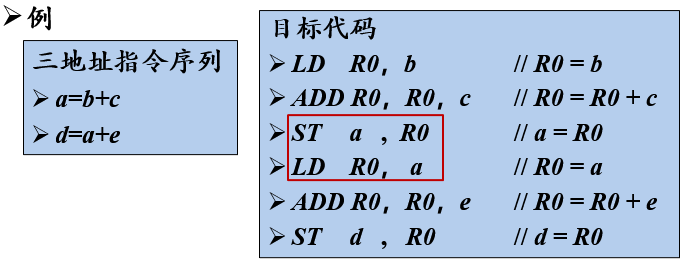 ➢例
三地址指令序列
➢a=b+c
➢d=a+e
目标代码
➢LD R0, b // R0 = b
➢ADD R0, R0, c // R0 = R0 + c
➢ST a , R0 // a = R0
➢LD R0, a // R0 = a
➢ADD R0, R0, e // R0 = R0 + e
➢ST d , R0 // d = R0